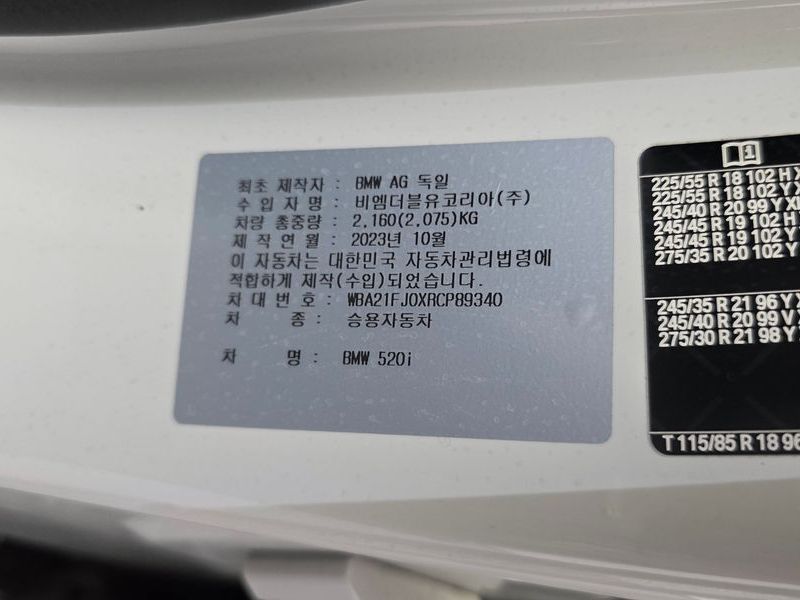 최초 제작자 : BMW AG 독일
수 입 자 명 : 비엠더블유코리아(주)
차량 총중량 : 2,160(2,075)KG
제 작 연 월 : 2023년 10월
이 자동차는 대한민국 자동차관리법령에
적합하게 제작(수입)되었습니다.
차 대 번 호 : WBA21FJ0XRCP89340
차 종 : 승용자동차
차 명 : BMW 520i
1
225/55 R 18 102 H X
225/55 R 18 102 Y X
245/40 R 20 99 Y X
245/45 R 19 102 H
245/45 R 19 102 Y
275/35 R 20 102 Y
245/35 R 21 96 Y X
245/40 R 20 99 Y
275/30 R 21 98 Y
T 115/85 R 18 96